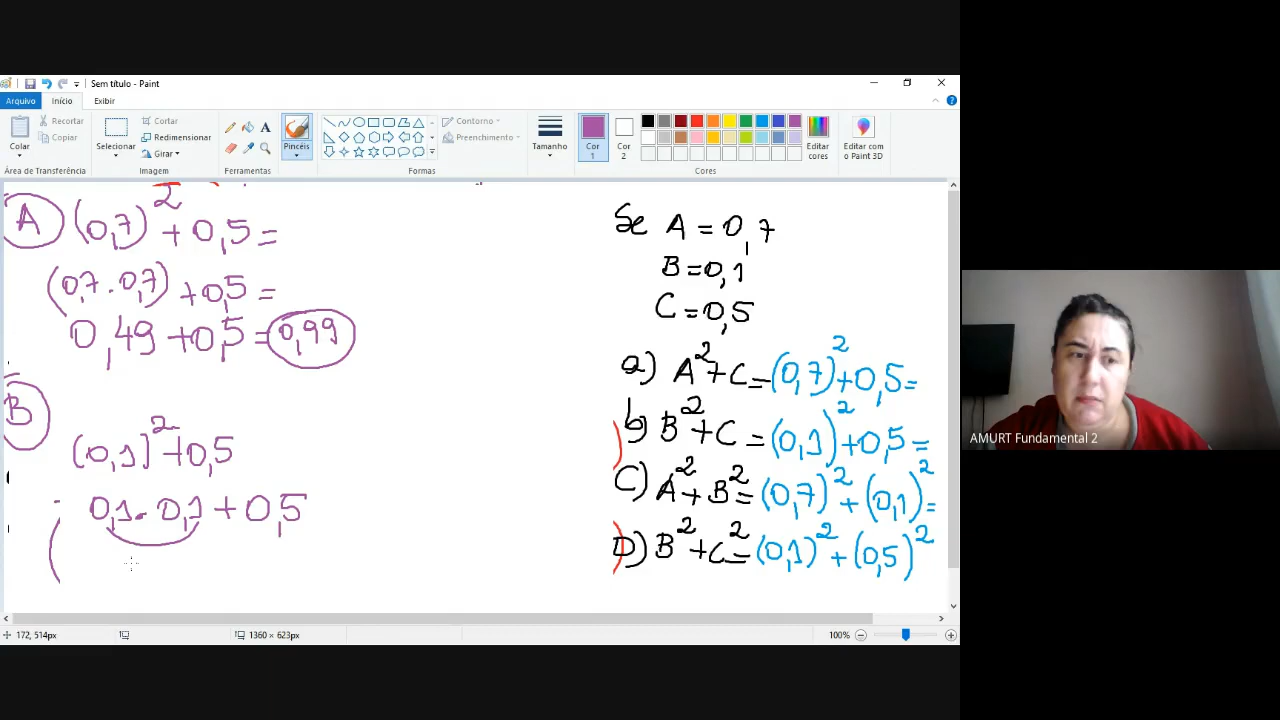 Sem título - Paint
Arquivo
Início
Exibir
Colar
Recortar
Copiar
Área de Transferência
Selecionar
Cortar
Redimensionar
Girar
Imagem
Ferramentas
Pincéis
Contorno
Preenchimento
Formas
Tamanho
Cor 1
Cor 2
Cores
Editar cores
Editar com o Paint 3D
A (0,7)² + 0,5 =
(0,7 . 0,7) + 0,5 =
0,49 + 0,5 = 0,99
B
(0,1)² + 0,5
0,1 . 0,1 + 0,5
Se A = 0,7
B = 0,1
C = 0,5
a) A² + C = (0,7)² + 0,5 =
b) B² + C = (0,1)² + 0,5 =
C) A² + B² = (0,7)² + (0,1)² =
D) B² + C² = (0,1)² + (0,5)²
AMURT Fundamental 2
172, 514px
1360 × 623px
100%